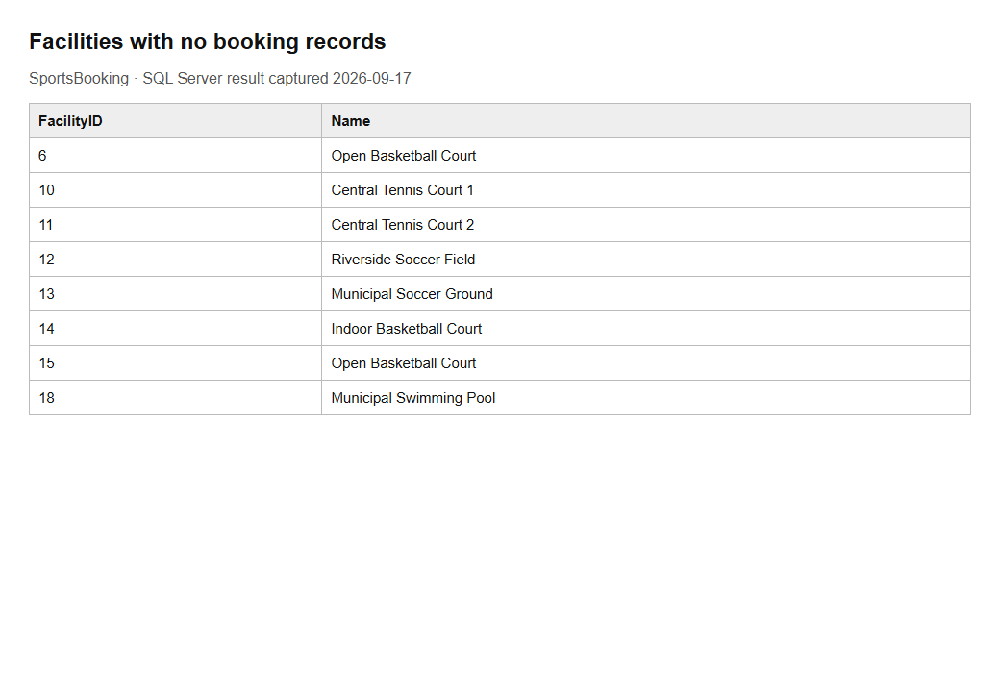 Facilities with no booking records
SportsBooking · SQL Server result captured 2026-09-17
FacilityID Name
6 Open Basketball Court
10 Central Tennis Court 1
11 Central Tennis Court 2
12 Riverside Soccer Field
13 Municipal Soccer Ground
14 Indoor Basketball Court
15 Open Basketball Court
18 Municipal Swimming Pool